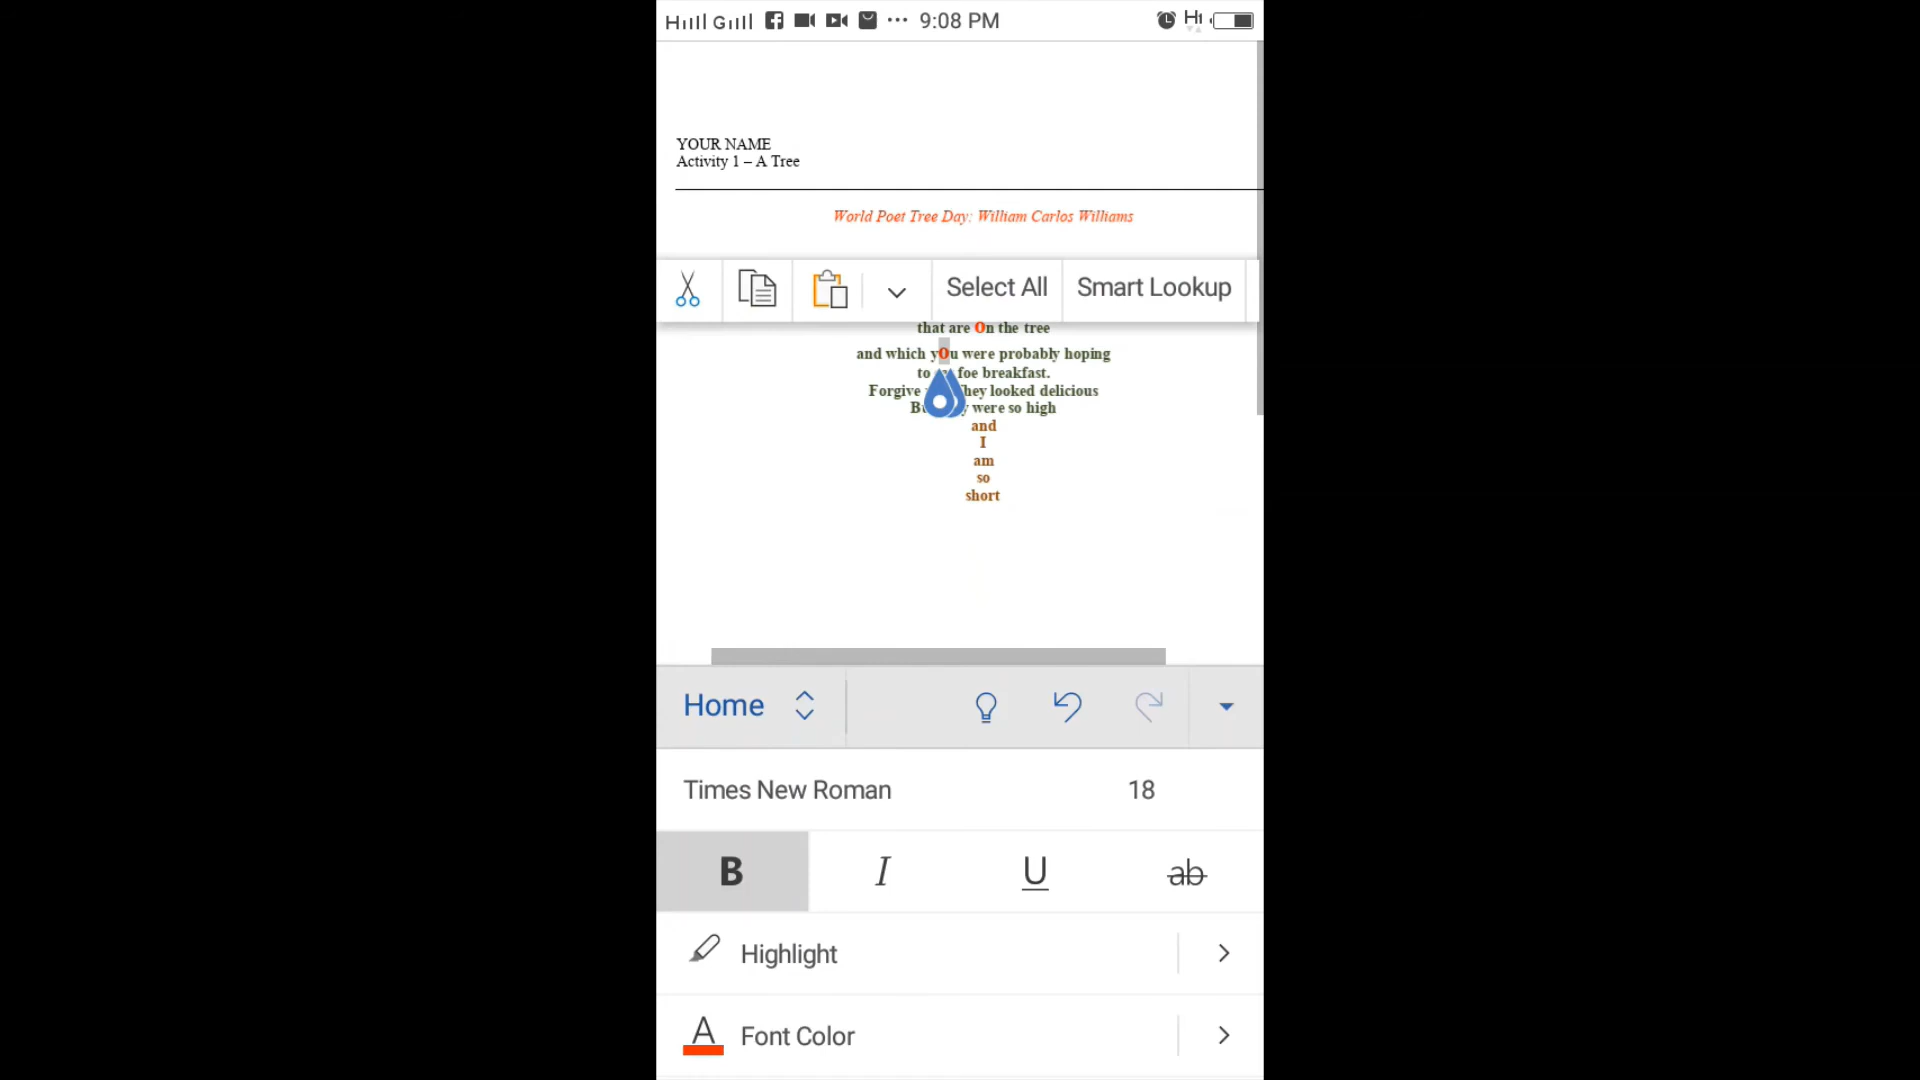 9:08 PM
YOUR NAME
Activity 1 – A Tree
World Poet Tree Day: William Carlos Williams
Select All Smart Lookup
that are On the tree
and which yOu were probably hoping
to foe breakfast.
Forgive They looked delicious
were so high
and
I
am
so
short
Home
Times New Roman 18
B I U ab
Highlight
A Font Color